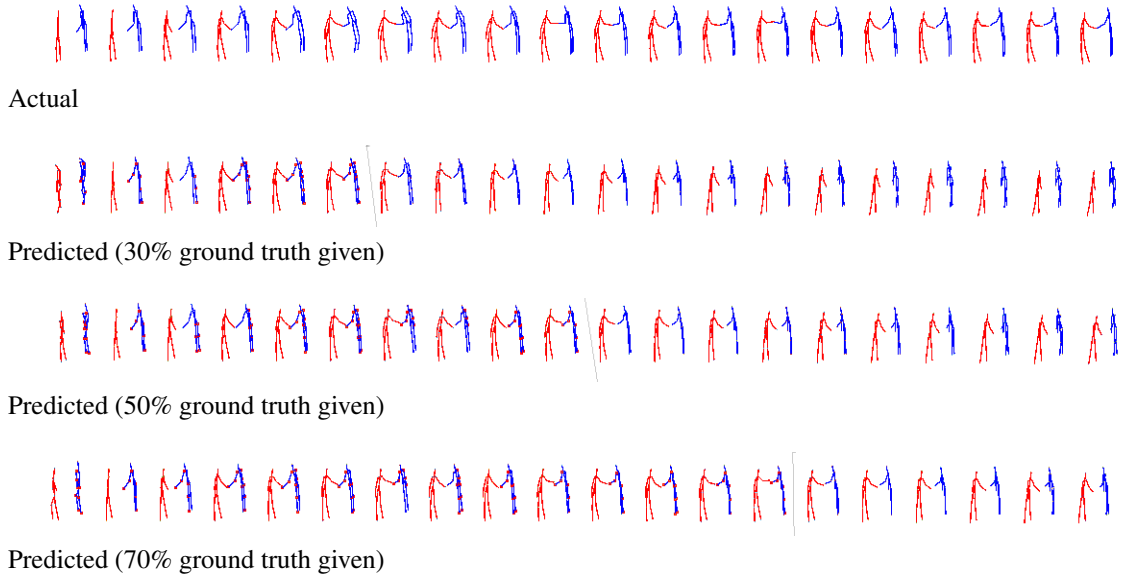 Actual
Predicted (30% ground truth given)
Predicted (50% ground truth given)
Predicted (70% ground truth given)